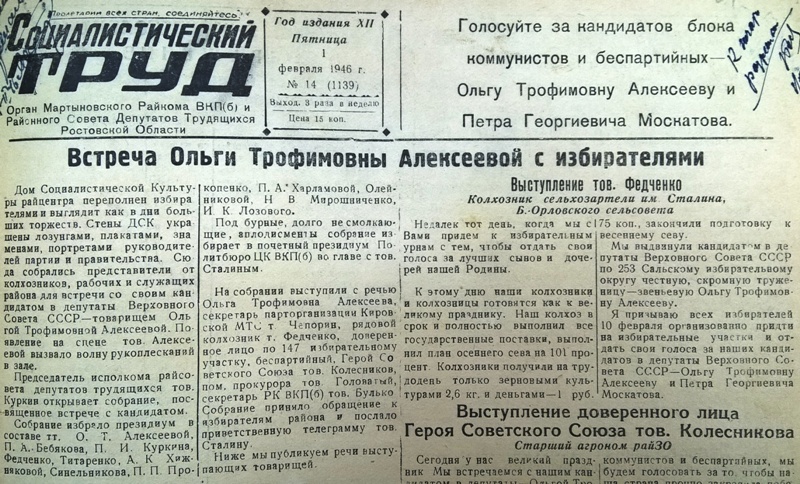 Пролетарии всех стран, соединяйтесь!
Социалистический
ТРУД
Орган Мартыновского Райкома ВКП(б) и
Районного Совета Депутатов Трудящихся
Ростовской Области
Год издания XII
Пятница
1
февраля 1946 г.
№ 14 (1139)
Выход. 3 раза в неделю
Цена 15 коп.
Голосуйте за кандидатов блока
коммунистов и беспартийных—
Ольгу Трофимовну Алексееву и
Петра Георгиевича Москатова.
Встреча Ольги Трофимовны Алексеевой с избирателями
Дом Социалистической Культу-
ры райцентра переполнен избира-
телями и выглядит как в дни боль-
ших торжеств. Стены ДСК укра-
шены лозунгами, плакатами, зна-
менами, портретами руководите-
лей партии и правительства. Сю-
да собрались представители от
колхозников, рабочих и служащих
района для встречи со своим кан-
дидатом в депутаты Верховного
Совета СССР—товарищем Оль-
гой Трофимовной Алексеевой. По-
явление на сцене тов. Алексе-
евой вызвало волну рукоплесканий
в зале.
Председатель исполкома райсо-
вета депутатов трудящихся тов.
Куркин открывает собрание, пос-
вященное встрече с кандидатом.
Собрание избрало президиум в
составе тт. О. Т. Алексеевой,
П. А. Бебякова, П. И. Куркина,
Федченко, Титаренко, А. К. Хиж-
няковой, Синельникова, П. П. Про-
копенко, П. А. Харламовой, Олей-
никовой, Н В Мирошниченко,
И. К. Лозового.
Под бурные, долго не смолкаю-
щие, аплодисменты собрание из-
бирает в почетный президиум По-
литбюро ЦК ВКП(б) во главе с тов.
Сталиным.
На собрании выступили с речью
Ольга Трофимовна Алексеева,
секретарь парторганизации Киров-
ской МТС т. Чепорин, рядовой
колхозник т. Федченко, доверен-
ное лицо по 147 избирательному
участку, беспартийный, Герой Со-
ветского Союза тов. Колесников,
пом. прокурора тов. Головатый,
секретарь РК ВКП(б) тов. Булько
Собрание приняло обращение к
избирателям района и послало
приветственную телеграмму тов.
Сталину.
Ниже мы публикуем речи высту-
пающих товарищей.
Выступление тов. Федченко
Колхозник сельхозартели им Сталина,
Б.-Орловского сельсовета
Недалек тот день, когда мы с
Вами придем к избирательным
урнам с тем, чтобы отдать свои
голоса за лучших сынов и доче-
рей нашей Родины.
К этому дню наши колхозники
и колхозницы готовятся как к ве-
ликому празднику. Наш колхоз в
срок и полностью выполнил все
государственные поставки, выпол-
нил план осеннего сева на 101 про-
цент. Колхозники получили на тру-
додень только зерновыми культу-
рами 2,6 кг. и деньгами—1 руб.
75 коп., закончили подготовку к
весеннему севу.
Мы выдвинули кандидатом в де-
путаты Верховного Совета СССР
по 253 Сальскому избирательному
округу честную, скромную тружени-
цу—звеньевую Ольгу Трофимов-
ну Алексееву.
Я призываю всех избирателей
10 февраля организованно придти
на избирательные участки и от-
дать свои голоса за наших канди-
датов в депутаты Верховного Со-
вета СССР—Ольгу Трофимовну
Алексееву и Петра Георгиевича
Москатова.
Выступление доверенного лица
Героя Советского Союза тов. Колесникова
Старший агроном райЗО
Сегодня у нас великий празд-
ник Мы встречаемся с нашим кан-
коммунистов и беспартийных, мы
будем голосовать за то, чтобы на-